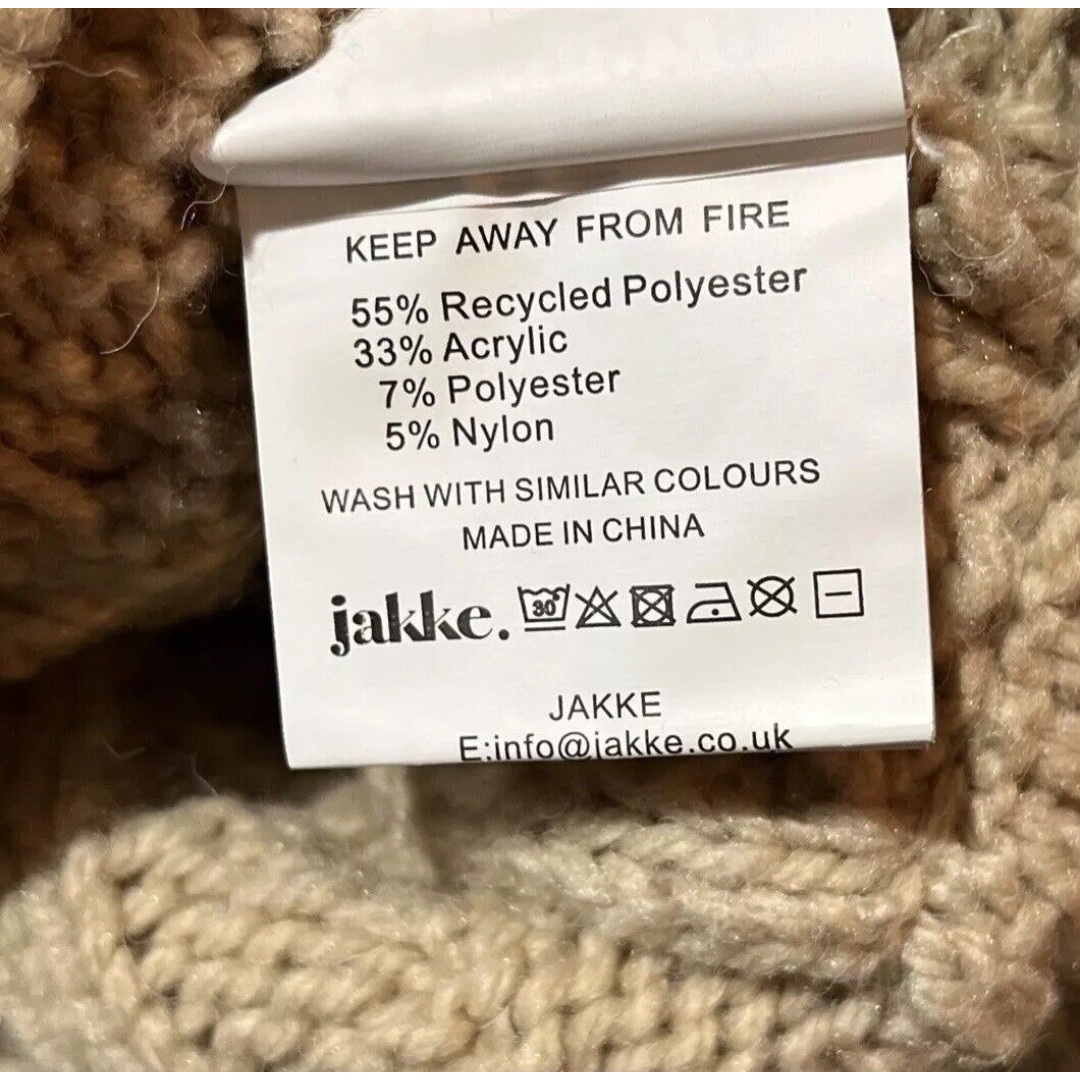 KEEP AWAY FROM FIRE
55% Recycled Polyester
33% Acrylic
7% Polyester
5% Nylon
WASH WITH SIMILAR COLOURS
MADE IN CHINA
jakke. 30
JAKKE
E:info@jakke.co.uk